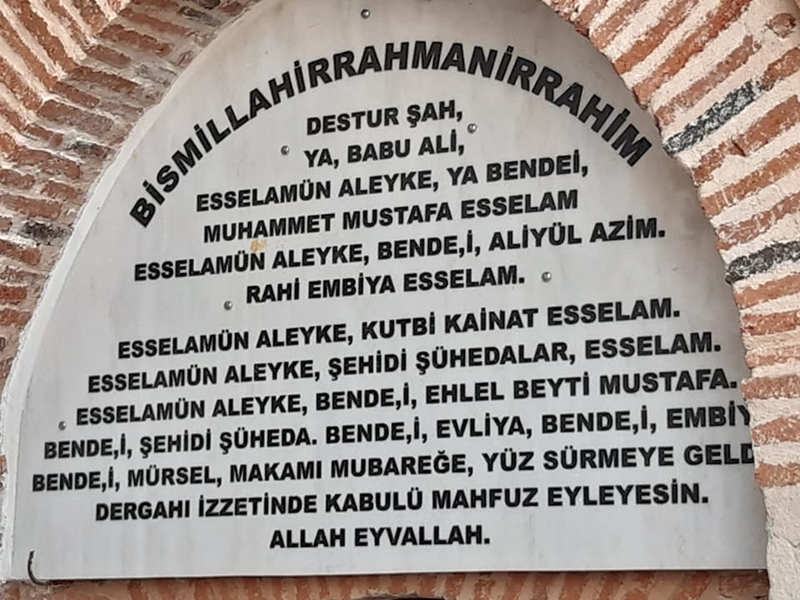 BİSMİLLAHİRRAHMANİRRAHİM
DESTUR ŞAH,
YA, BABU ALİ,
ESSELAMÜN ALEYKE, YA BENDEİ,
MUHAMMET MUSTAFA ESSELAM
ESSELAMÜN ALEYKE, BENDE,İ, ALİYÜL AZİM.
RAHİ EMBİYA ESSELAM.
ESSELAMÜN ALEYKE, KUTBİ KAİNAT ESSELAM.
ESSELAMÜN ALEYKE, ŞEHİDİ ŞÜHEDALAR, ESSELAM.
ESSELAMÜN ALEYKE, BENDE,İ, EHLEL BEYTİ MUSTAFA.
BENDE,İ, ŞEHİDİ ŞÜHEDA. BENDE,İ, EVLİYA, BENDE,İ, EMBİY
BENDE,İ, MÜRSEL, MAKAMI MUBAREĞE, YÜZ SÜRMEYE GELD
DERGAHI İZZETİNDE KABULÜ MAHFUZ EYLEYESİN.
ALLAH EYVALLAH.